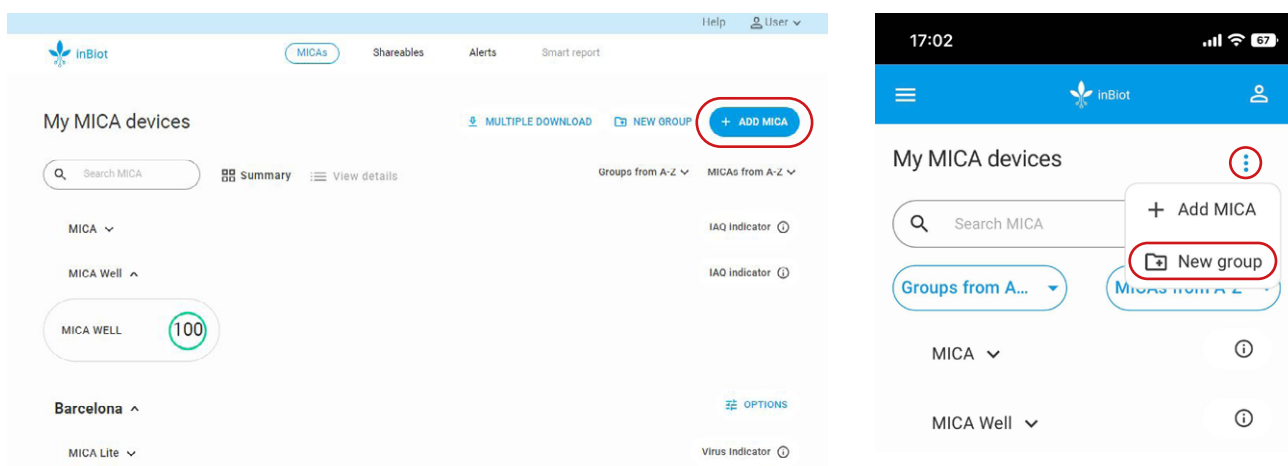 Help User
inBiot MICAs Shareables Alerts Smart report
My MICA devices MULTIPLE DOWNLOAD NEW GROUP + ADD MICA
Search MICA Summary View details Groups from A-Z MICAs from A-Z
MICA IAQ indicator
MICA Well IAQ indicator
MICA WELL 100
Barcelona OPTIONS
MICA Lite Virus Indicator
17:02 67
inBiot
My MICA devices
+ Add MICA
Search MICA
New group
Groups from A... MICAs from A-Z
MICA
MICA Well